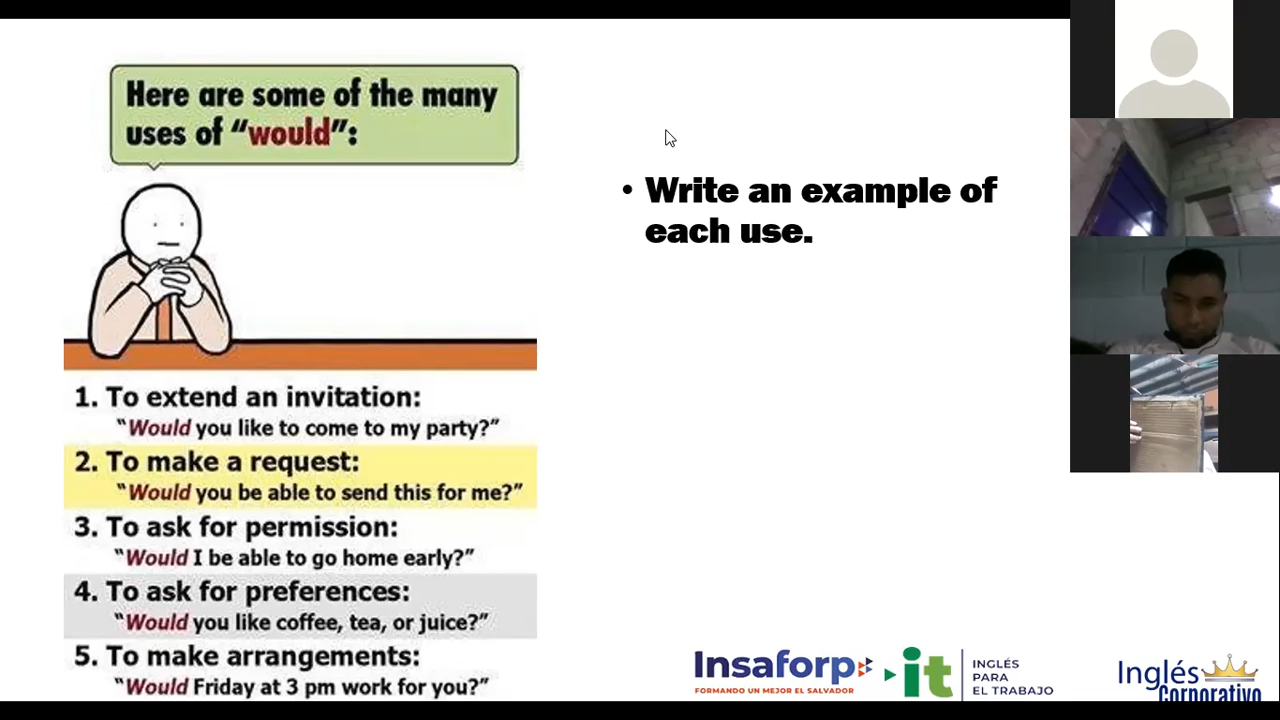 Here are some of the many
uses of “would”:
1. To extend an invitation:
“Would you like to come to my party?”
2. To make a request:
“Would you be able to send this for me?”
3. To ask for permission:
“Would I be able to go home early?”
4. To ask for preferences:
“Would you like coffee, tea, or juice?”
5. To make arrangements:
“Would Friday at 3 pm work for you?”
• Write an example of
each use.
Insaforp
FORMANDO UN MEJOR EL SALVADOR
it
INGLÉS
PARA
EL TRABAJO
Inglés
Corporativo